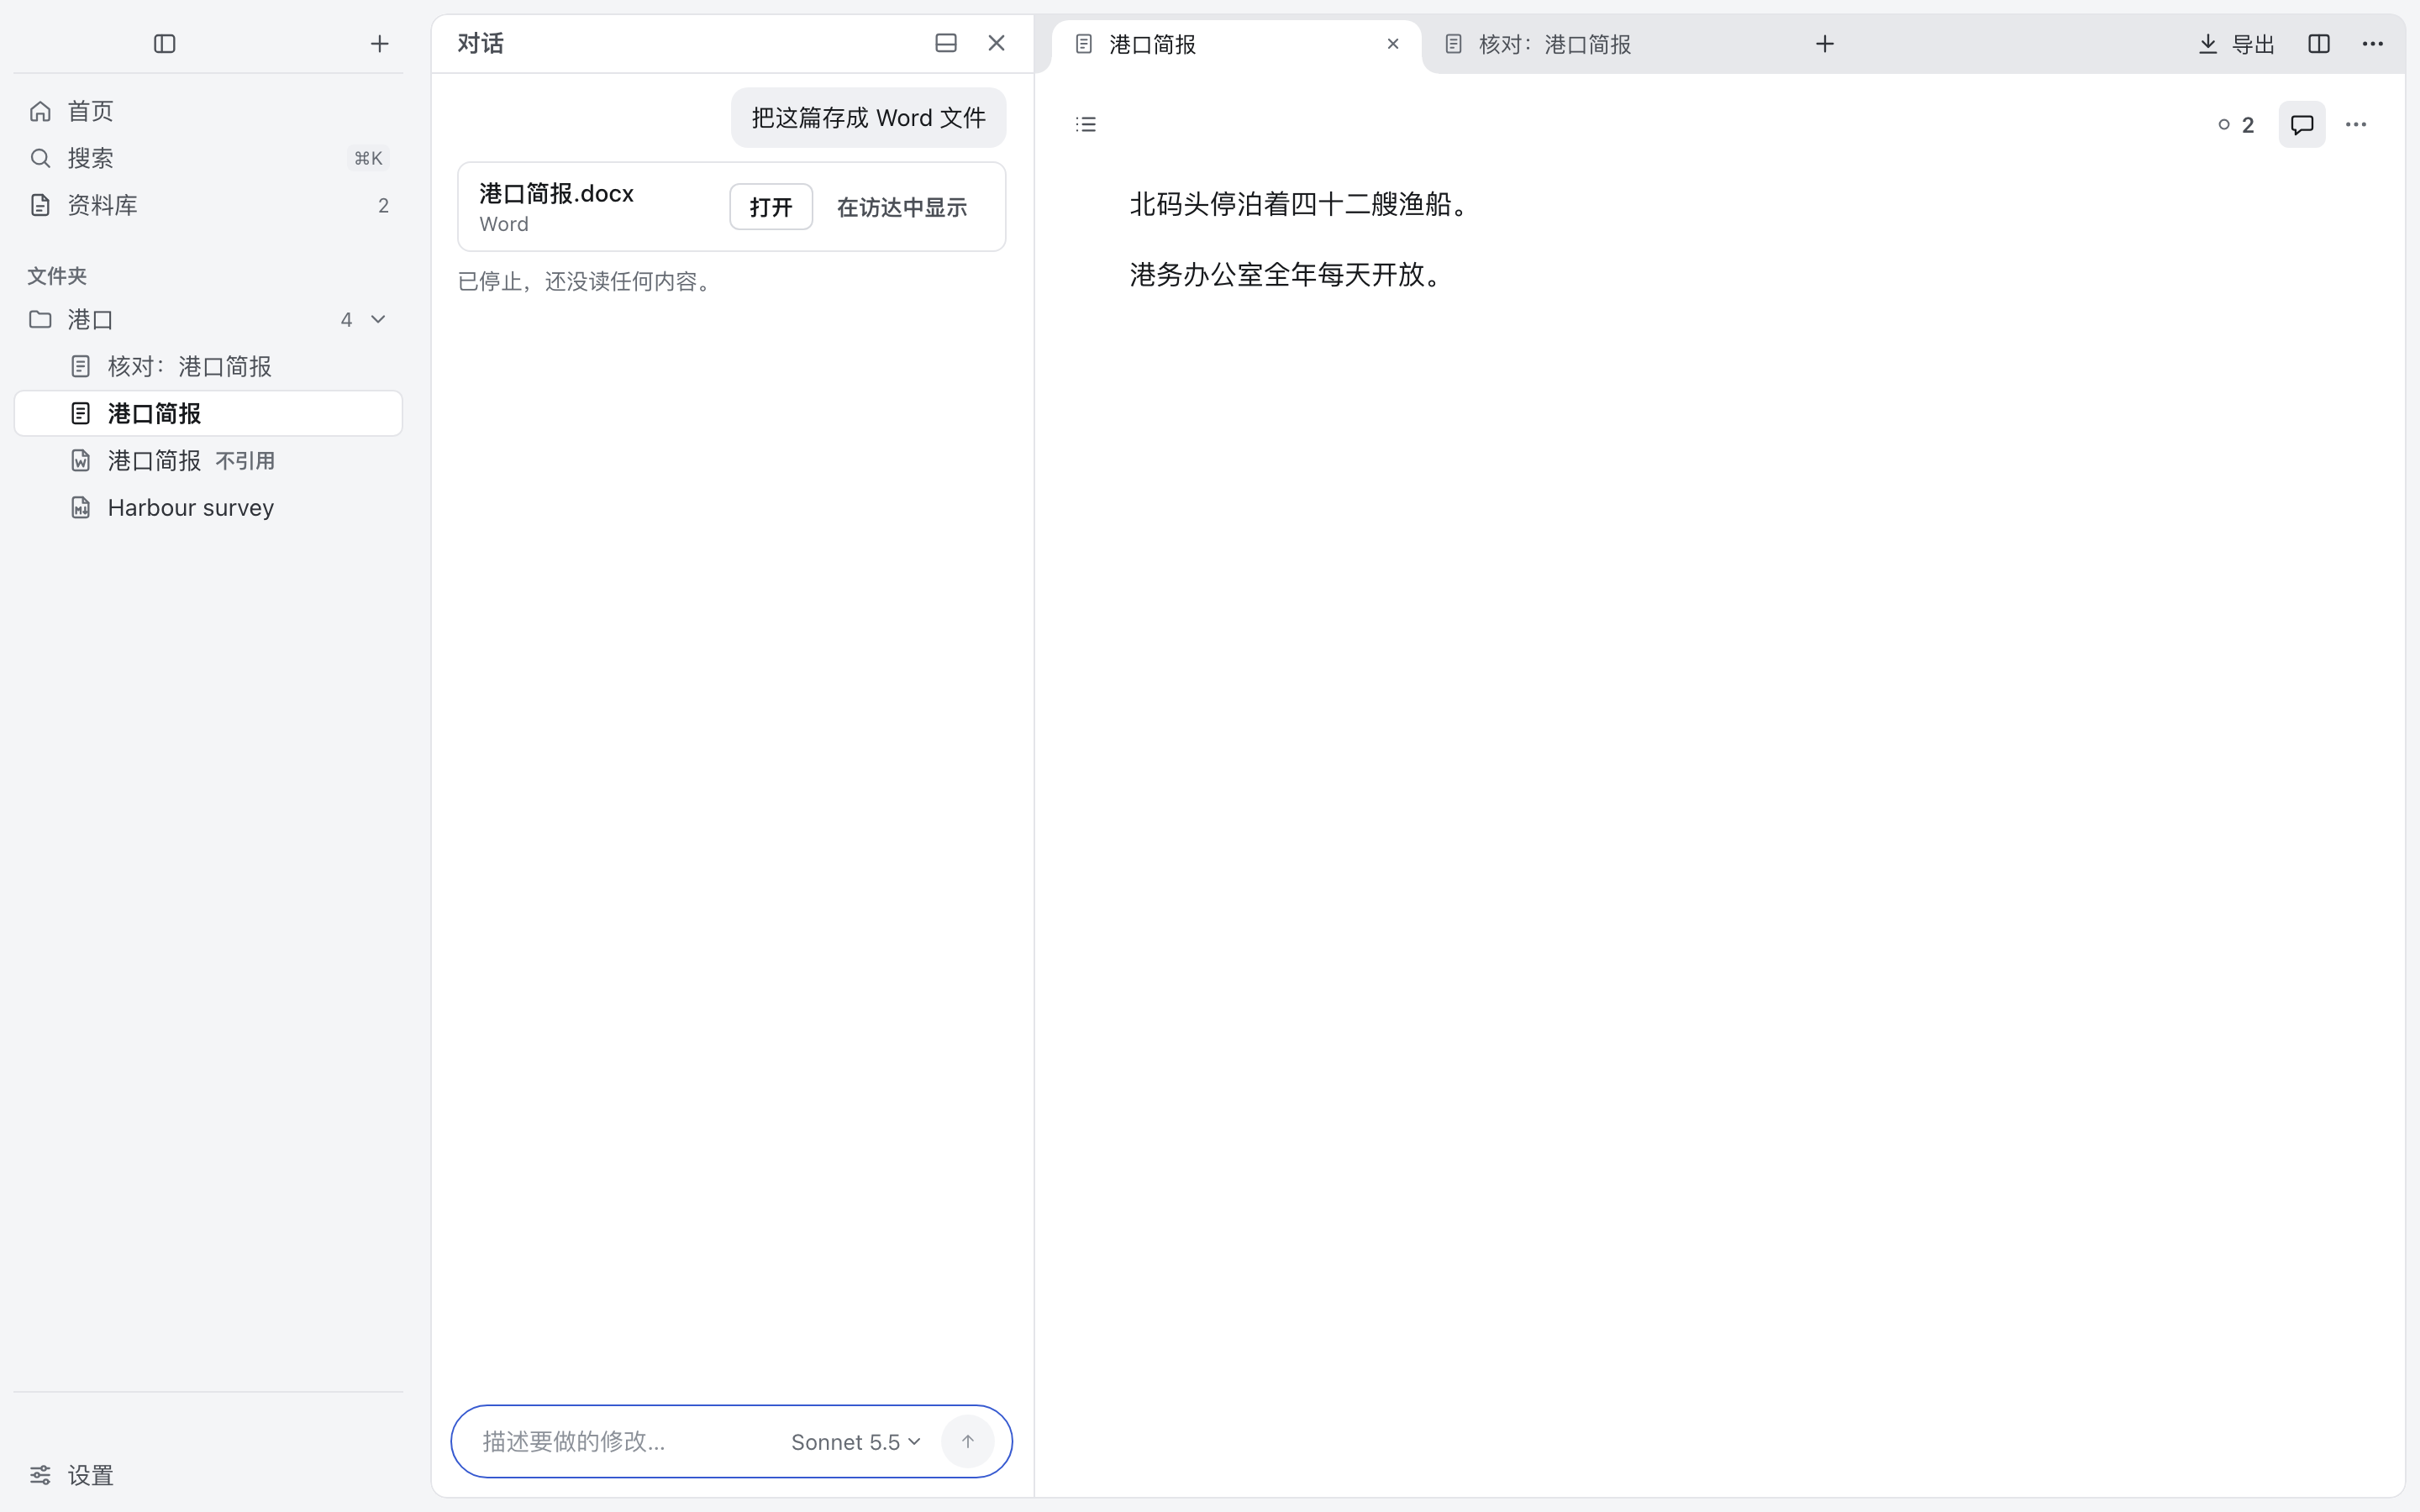 首页
搜索 ⌘K
资料库 2
文件夹
港口 4
核对：港口简报
港口简报
港口简报 不引用
Harbour survey
设置
对话
把这篇存成 Word 文件
港口简报.docx
Word
打开 在访达中显示
已停止，还没读任何内容。
描述要做的修改... Sonnet 5.5
港口简报 核对：港口简报 导出
2
北码头停泊着四十二艘渔船。
港务办公室全年每天开放。